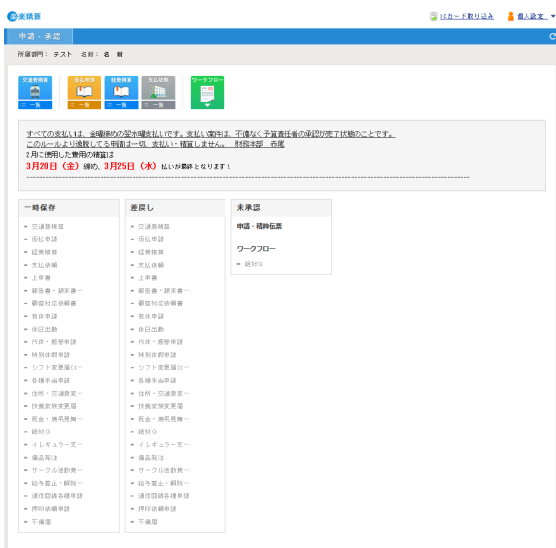 楽楽精算
ICカード取り込み 個人設定
申請・承認
所属部門: テスト 名前: 名 前
交通費精算 仮払申請 経費精算 支払依頼 ワークフロー
一覧 一覧 一覧 一覧
すべての支払いは、金曜締めの翌水曜支払いです。支払い案件は、不備なく予算責任者の承認が完了状態のことです。
このルールより逸脱してる申請は一切、支払い・精算しません。 財務本部 赤尾
2月に使用した費用の精算は
3月20日(金) 締め、3月25日(水) 払いが最終となります!
一時保存 差戻し 未承認
交通費精算 交通費精算 申請・精算伝票
仮払申請 仮払申請
経費精算 経費精算 ワークフロー
支払依頼 支払依頼 総対G
上申書 上申書
報告書・顛末書… 報告書・顛末書…
顧客対応依頼書 顧客対応依頼書
有休申請 有休申請
休日出勤 休日出勤
代休・振替申請 代休・振替申請
特別休暇申請 特別休暇申請
シフト変更届(エ… シフト変更届(エ…
各種手当申請 各種手当申請
住所・交通費変… 住所・交通費変…
扶養家族変更届 扶養家族変更届
祝金・慶弔見舞… 祝金・慶弔見舞…
総対G 総対G
イレギュラー支… イレギュラー支…
備品発注 備品発注
サークル活動費… サークル活動費…
給与差止・解除… 給与差止・解除…
通信回線各種申請 通信回線各種申請
押印依頼申請 押印依頼申請
不備届 不備届